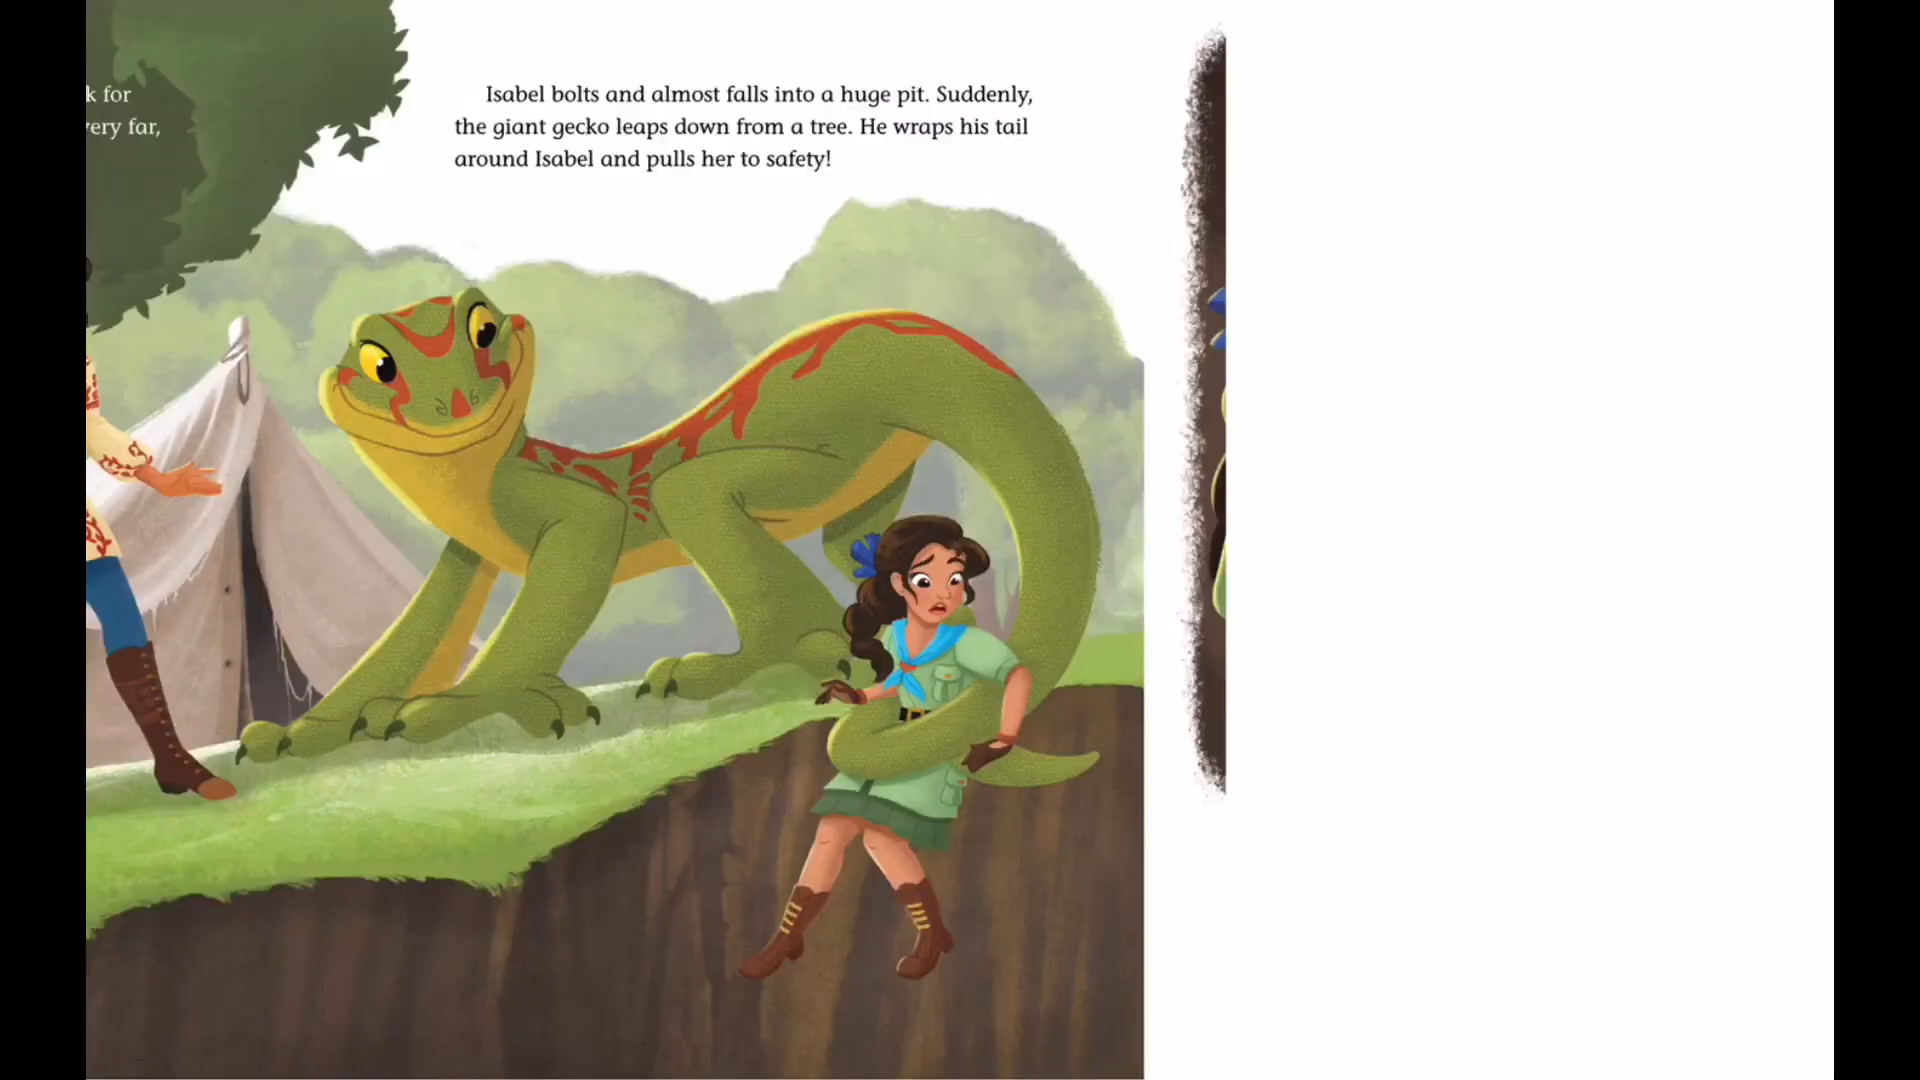 k for
very far,
Isabel bolts and almost falls into a huge pit. Suddenly,
the giant gecko leaps down from a tree. He wraps his tail
around Isabel and pulls her to safety!